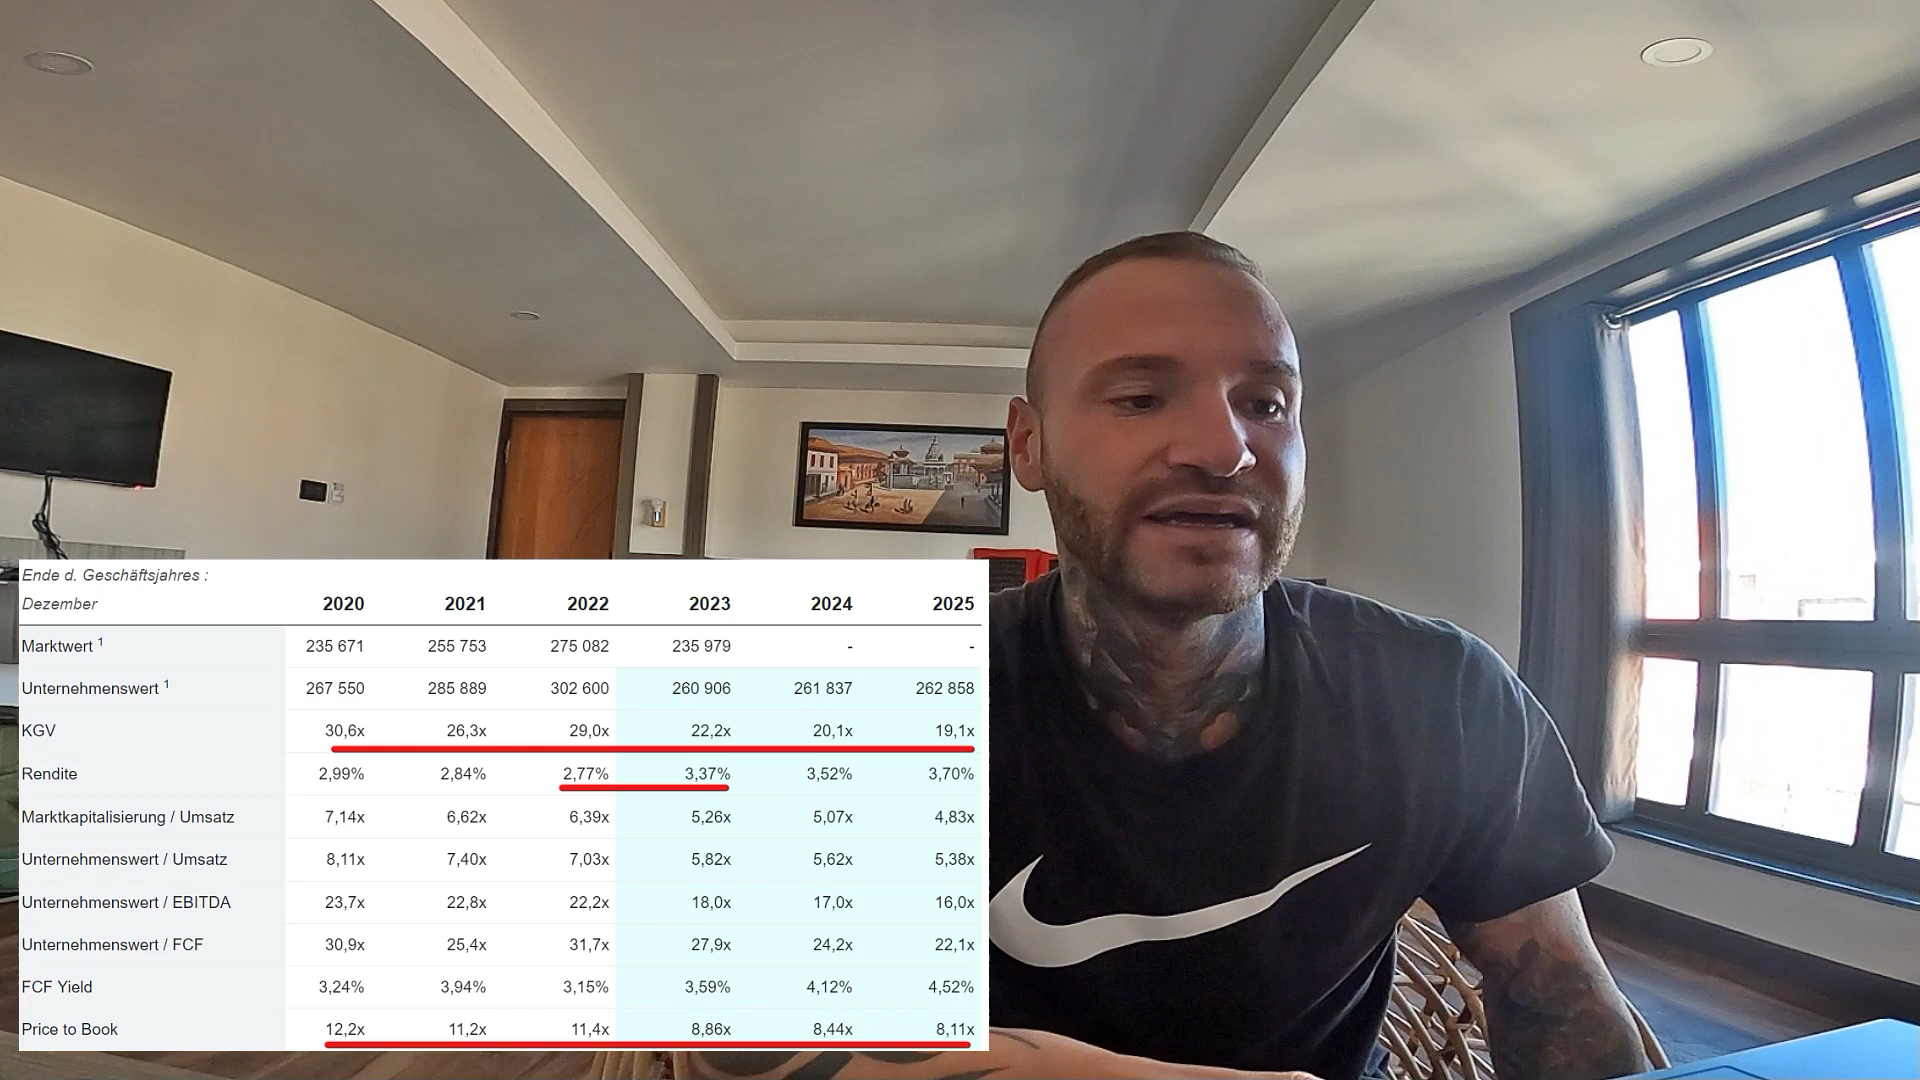 Ende d. Geschäftsjahres :
Dezember 2020 2021 2022 2023 2024 2025
Marktwert 1 235 671 255 753 275 082 235 979 - -
Unternehmenswert 1 267 550 285 889 302 600 260 906 261 837 262 858
KGV 30,6x 26,3x 29,0x 22,2x 20,1x 19,1x
Rendite 2,99% 2,84% 2,77% 3,37% 3,52% 3,70%
Marktkapitalisierung / Umsatz 7,14x 6,62x 6,39x 5,26x 5,07x 4,83x
Unternehmenswert / Umsatz 8,11x 7,40x 7,03x 5,82x 5,62x 5,38x
Unternehmenswert / EBITDA 23,7x 22,8x 22,2x 18,0x 17,0x 16,0x
Unternehmenswert / FCF 30,9x 25,4x 31,7x 27,9x 24,2x 22,1x
FCF Yield 3,24% 3,94% 3,15% 3,59% 4,12% 4,52%
Price to Book 12,2x 11,2x 11,4x 8,86x 8,44x 8,11x